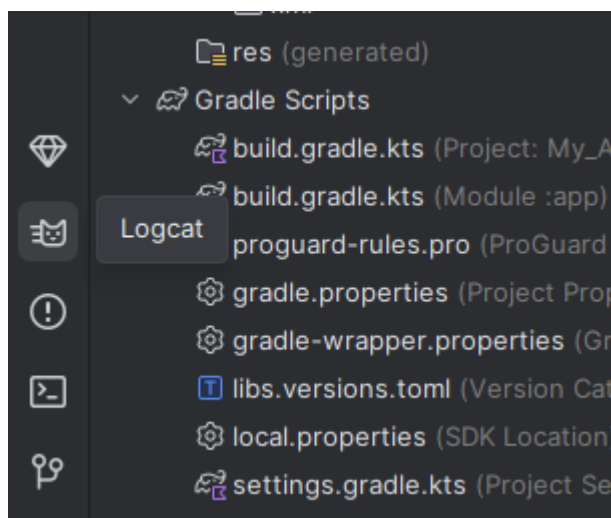 res (generated)
Gradle Scripts
build.gradle.kts (Project: My_A
build.gradle.kts (Module :app)
Logcat
proguard-rules.pro (ProGuard
gradle.properties (Project Prop
gradle-wrapper.properties (Gr
libs.versions.toml (Version Cat
local.properties (SDK Location)
settings.gradle.kts (Project Se